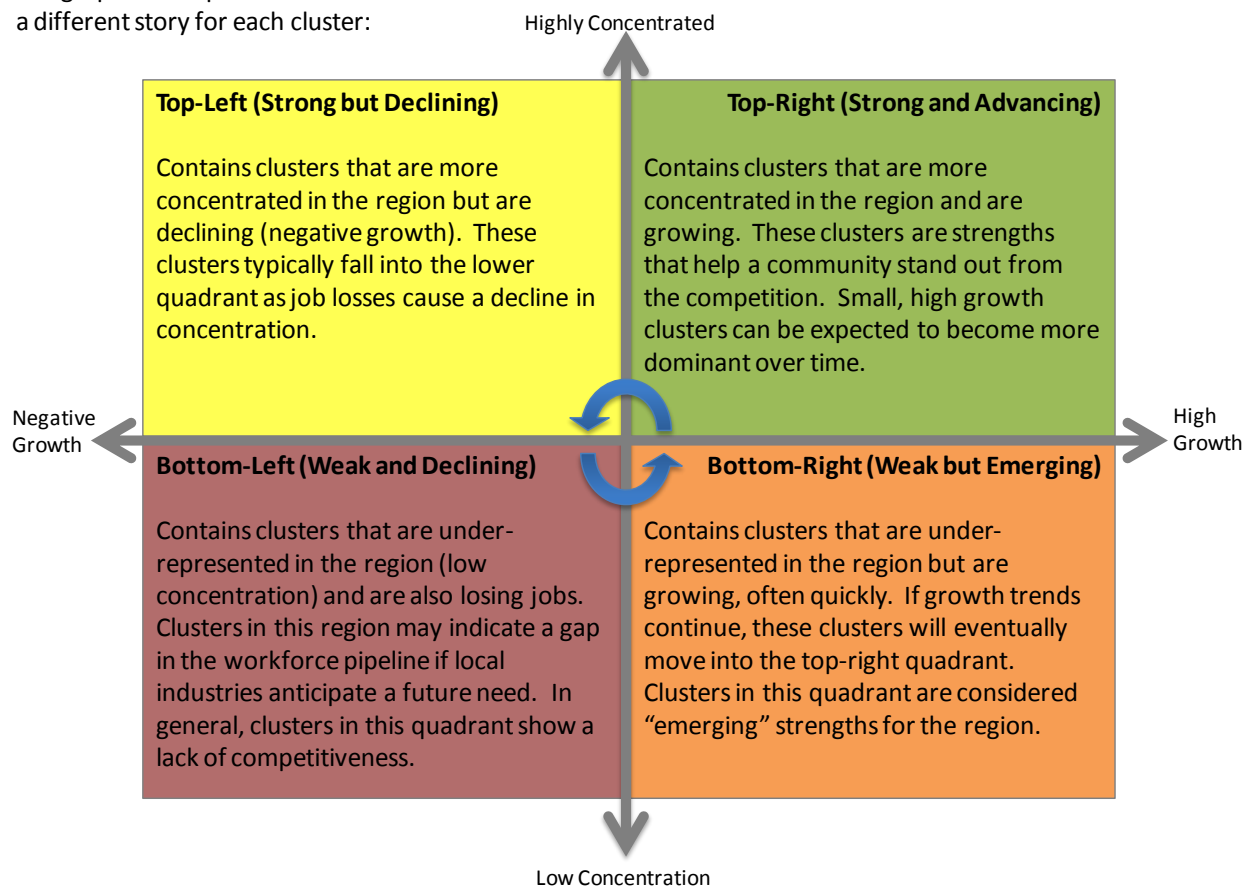 a different story for each cluster:
Highly Concentrated
Top-Left (Strong but Declining)
Contains clusters that are more
concentrated in the region but are
declining (negative growth).  These
clusters typically fall into the lower
quadrant as job losses cause a decline in
concentration.
Top-Right (Strong and Advancing)
Contains clusters that are more
concentrated in the region and are
growing.  These clusters are strengths
that help a community stand out from
the competition.  Small, high growth
clusters can be expected to become more
dominant over time.
Negative
Growth
High
Growth
Bottom-Left (Weak and Declining)
Contains clusters that are under-
represented in the region (low
concentration) and are also losing jobs.
Clusters in this region may indicate a gap
in the workforce pipeline if local
industries anticipate a future need.  In
general, clusters in this quadrant show a
lack of competitiveness.
Bottom-Right (Weak but Emerging)
Contains clusters that are under-
represented in the region but are
growing, often quickly.  If growth trends
continue, these clusters will eventually
move into the top-right quadrant.
Clusters in this quadrant are considered
“emerging” strengths for the region.
Low Concentration